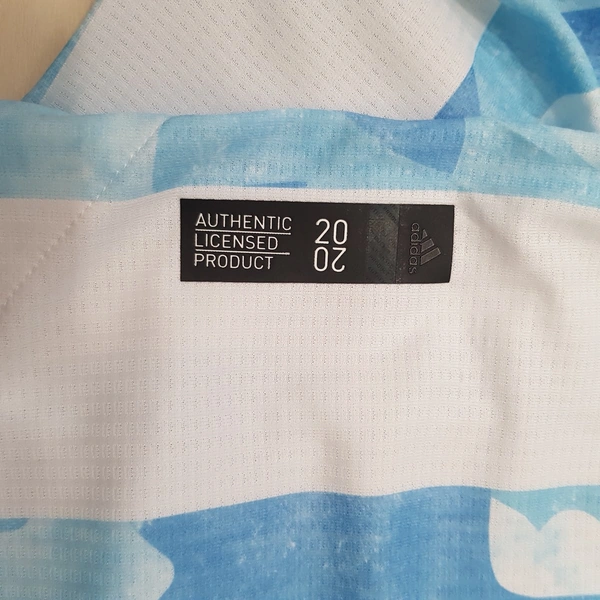 AUTHENTIC
LICENSED
PRODUCT
20
20
adidas